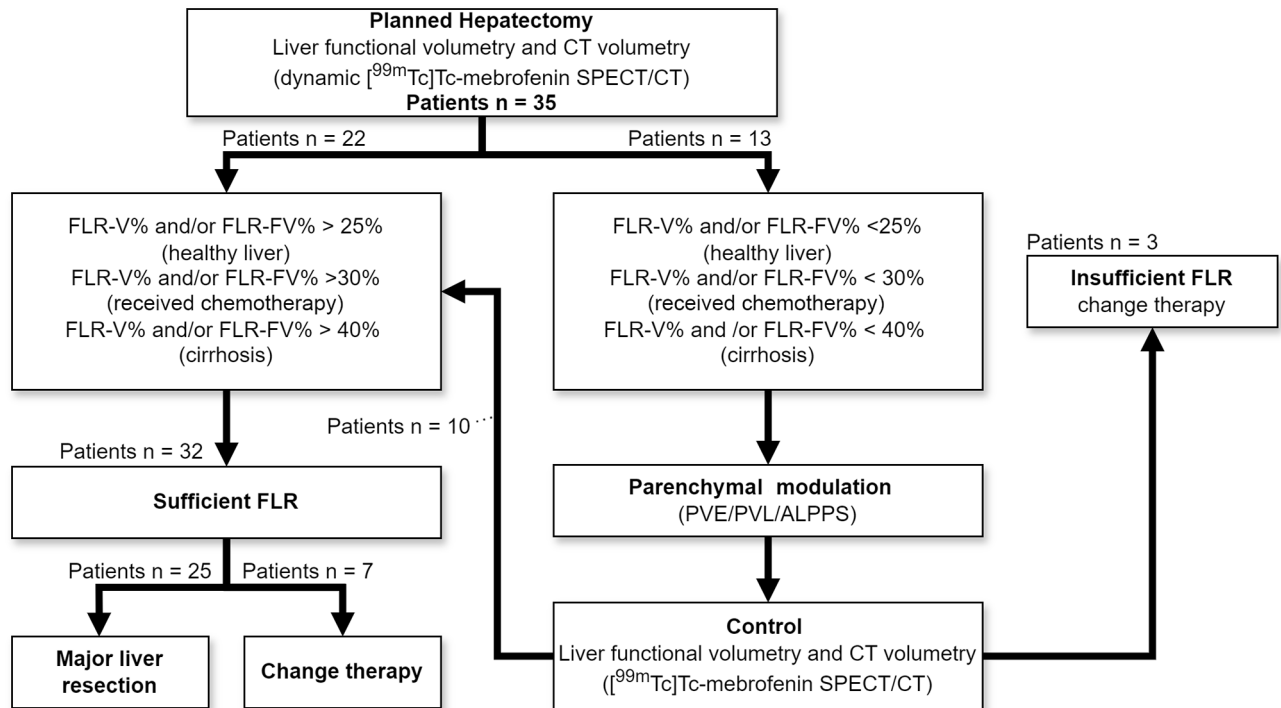 Planned Hepatectomy
Liver functional volumetry and CT volumetry
(dynamic [99mTc]Tc-mebrofenin SPECT/CT)
Patients n = 35
Patients n = 22
Patients n = 13
FLR-V% and/or FLR-FV% > 25%
(healthy liver)
FLR-V% and/or FLR-FV% >30%
(received chemotherapy)
FLR-V% and/or FLR-FV% > 40%
(cirrhosis)
FLR-V% and/or FLR-FV% <25%
(healthy liver)
FLR-V% and/or FLR-FV% < 30%
(received chemotherapy)
FLR-V% and /or FLR-FV% < 40%
(cirrhosis)
Patients n = 3
Insufficient FLR
change therapy
Patients n = 10
Patients n = 32
Sufficient FLR
Parenchymal modulation
(PVE/PVL/ALPPS)
Patients n = 25
Patients n = 7
Major liver
resection
Change therapy
Control
Liver functional volumetry and CT volumetry
([99mTc]Tc-mebrofenin SPECT/CT)